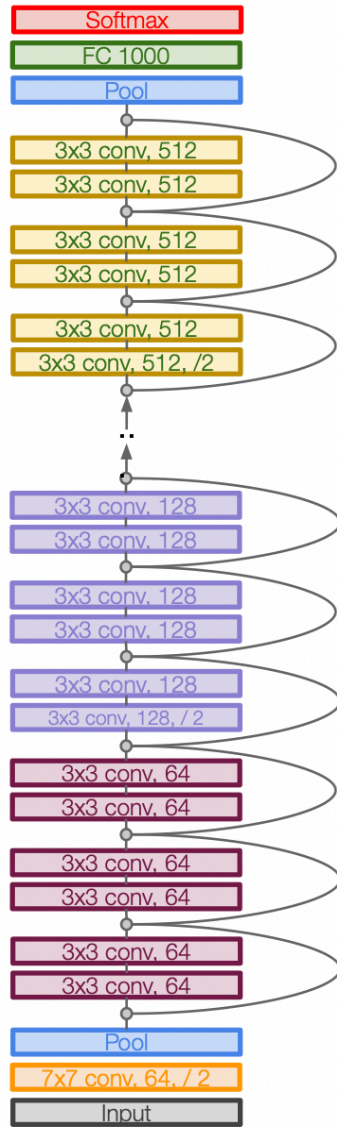 Softmax
FC 1000
Pool
3x3 conv, 512
3x3 conv, 512
3x3 conv, 512
3x3 conv, 512
3x3 conv, 512
3x3 conv, 512, /2
..
3x3 conv, 128
3x3 conv, 128
3x3 conv, 128
3x3 conv, 128
3x3 conv, 128
3x3 conv, 128, / 2
3x3 conv, 64
3x3 conv, 64
3x3 conv, 64
3x3 conv, 64
3x3 conv, 64
3x3 conv, 64
Pool
7x7 conv, 64, / 2
Input